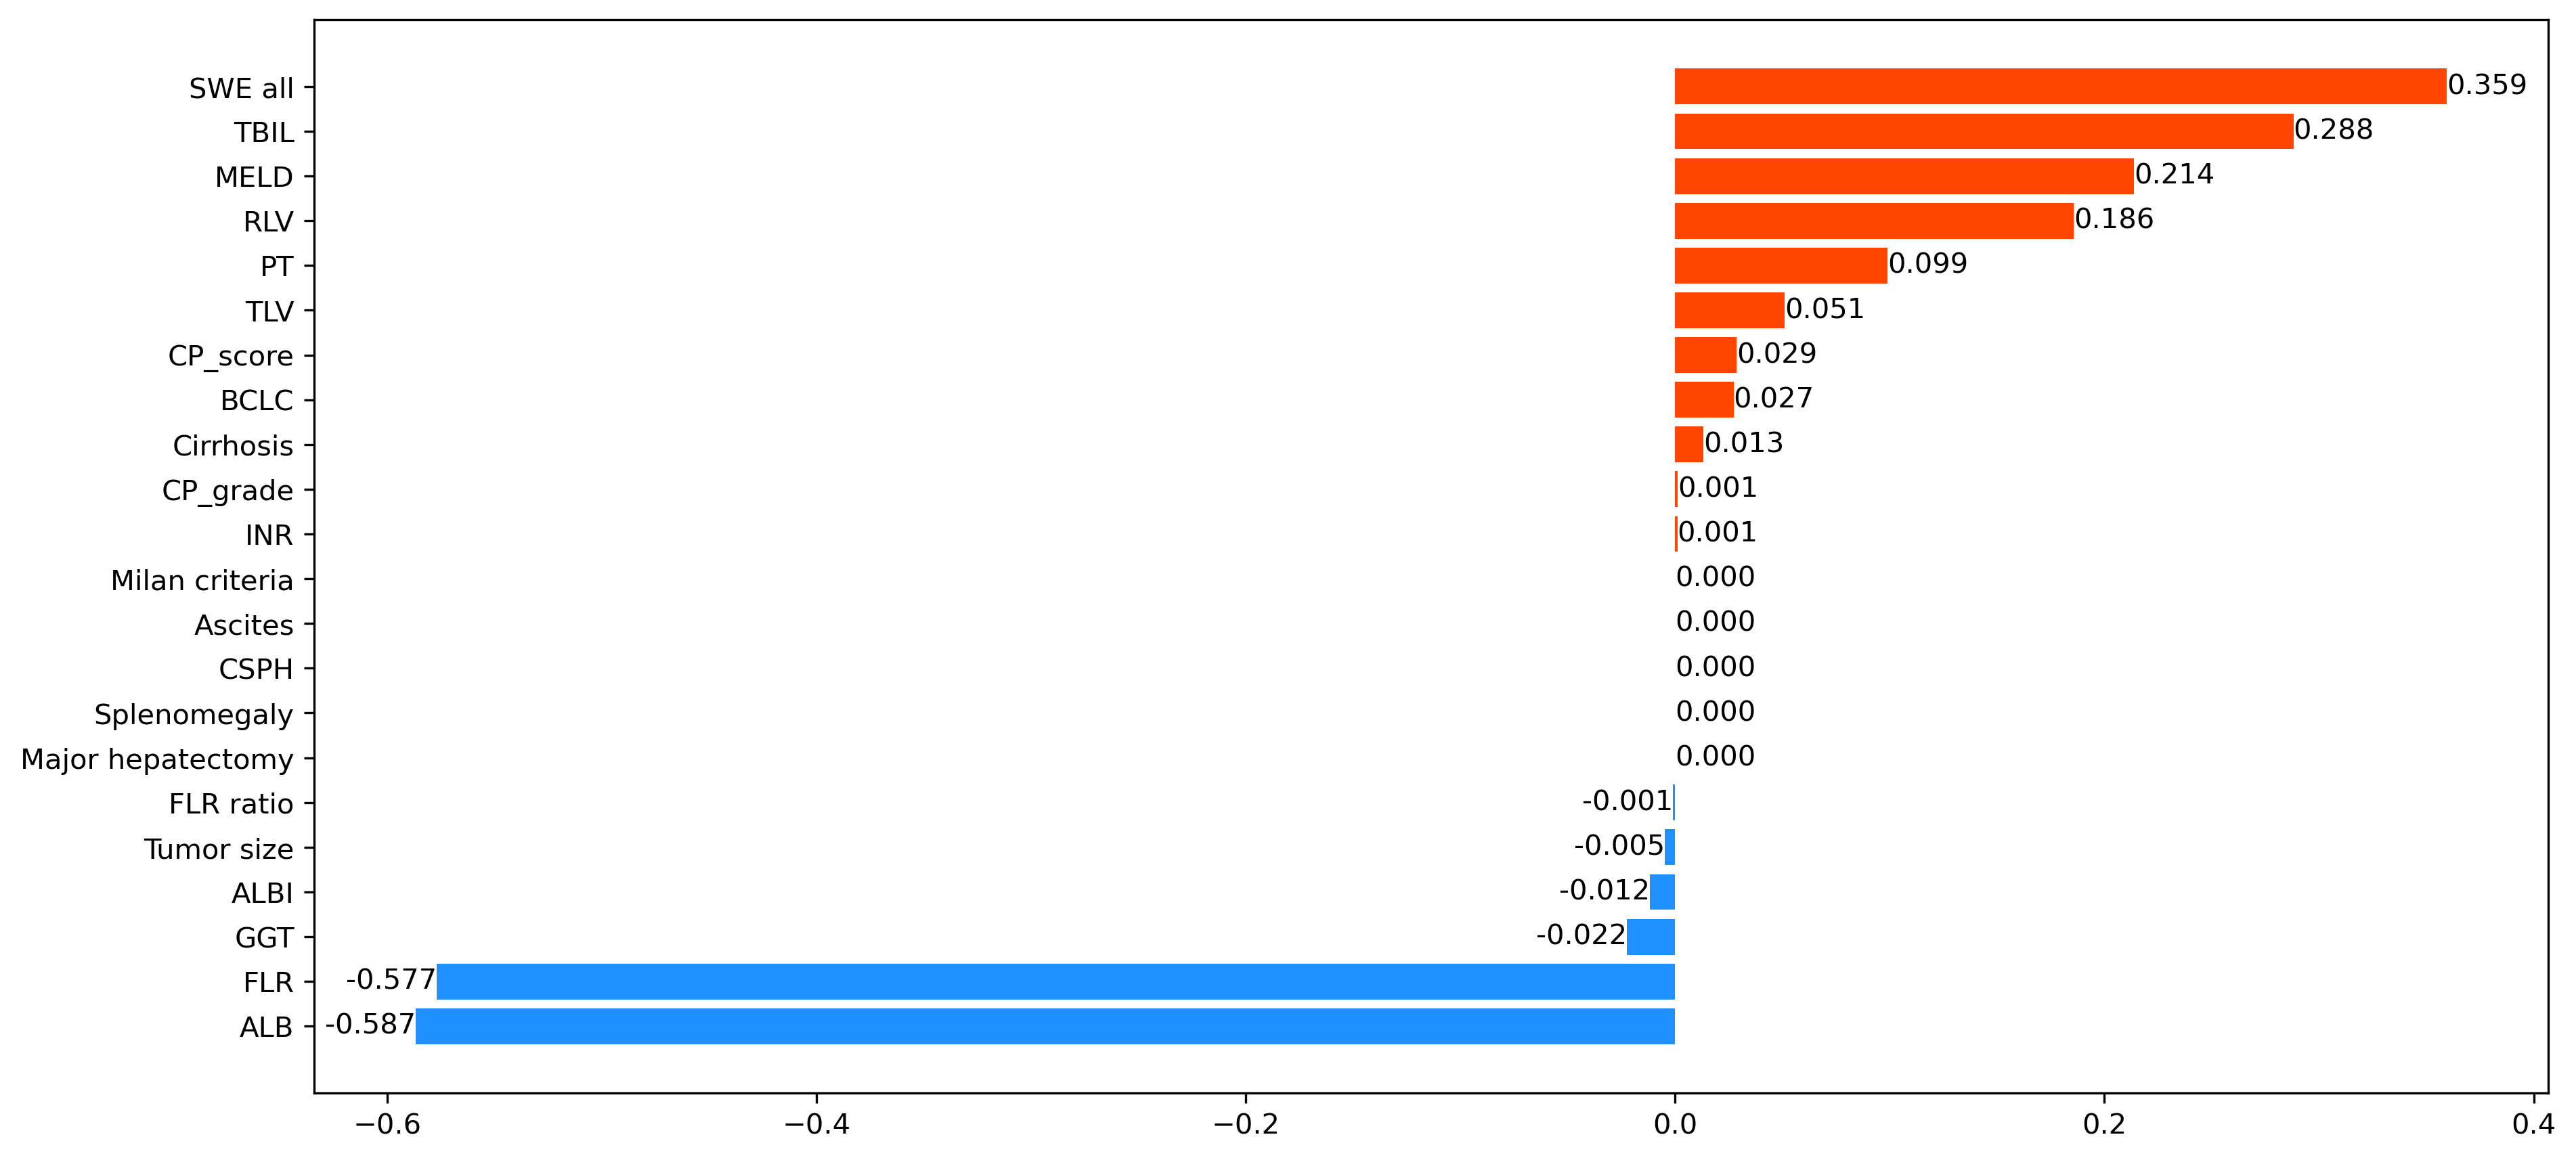 SWE all 0.359
TBIL 0.288
MELD 0.214
RLV 0.186
PT 0.099
TLV 0.051
CP_score 0.029
BCLC 0.027
Cirrhosis 0.013
CP_grade 0.001
INR 0.001
Milan criteria 0.000
Ascites 0.000
CSPH 0.000
Splenomegaly 0.000
Major hepatectomy 0.000
FLR ratio -0.001
Tumor size -0.005
ALBI -0.012
GGT -0.022
FLR -0.577
ALB -0.587
−0.6 −0.4 −0.2 0.0 0.2 0.4